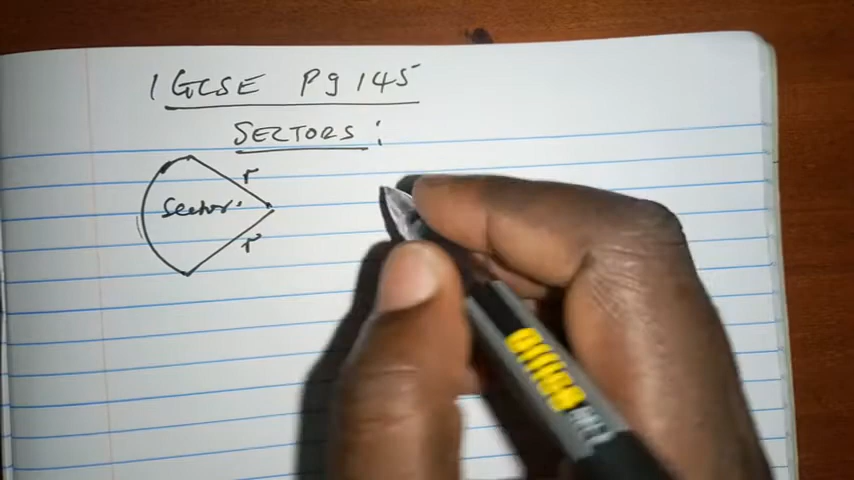 IGCSE Pg 145
SECTORS :
r
Sector.
r